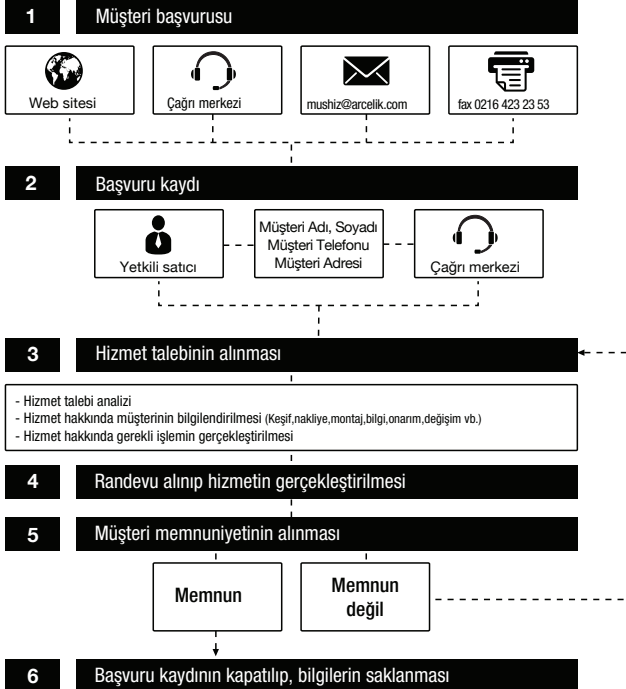 1 Müşteri başvurusu
Web sitesi
Çağrı merkezi
mushiz@arcelik.com
fax 0216 423 23 53
2 Başvuru kaydı
Yetkili satıcı
Müşteri Adı, Soyadı
Müşteri Telefonu
Müşteri Adresi
Çağrı merkezi
3 Hizmet talebinin alınması
- Hizmet talebi analizi
- Hizmet hakkında müşterinin bilgilendirilmesi (Keşif,nakliye,montaj,bilgi,onarım,değişim vb.)
- Hizmet hakkında gerekli işlemin gerçekleştirilmesi
4 Randevu alınıp hizmetin gerçekleştirilmesi
5 Müşteri memnuniyetinin alınması
Memnun
Memnun
değil
6 Başvuru kaydının kapatılıp, bilgilerin saklanması